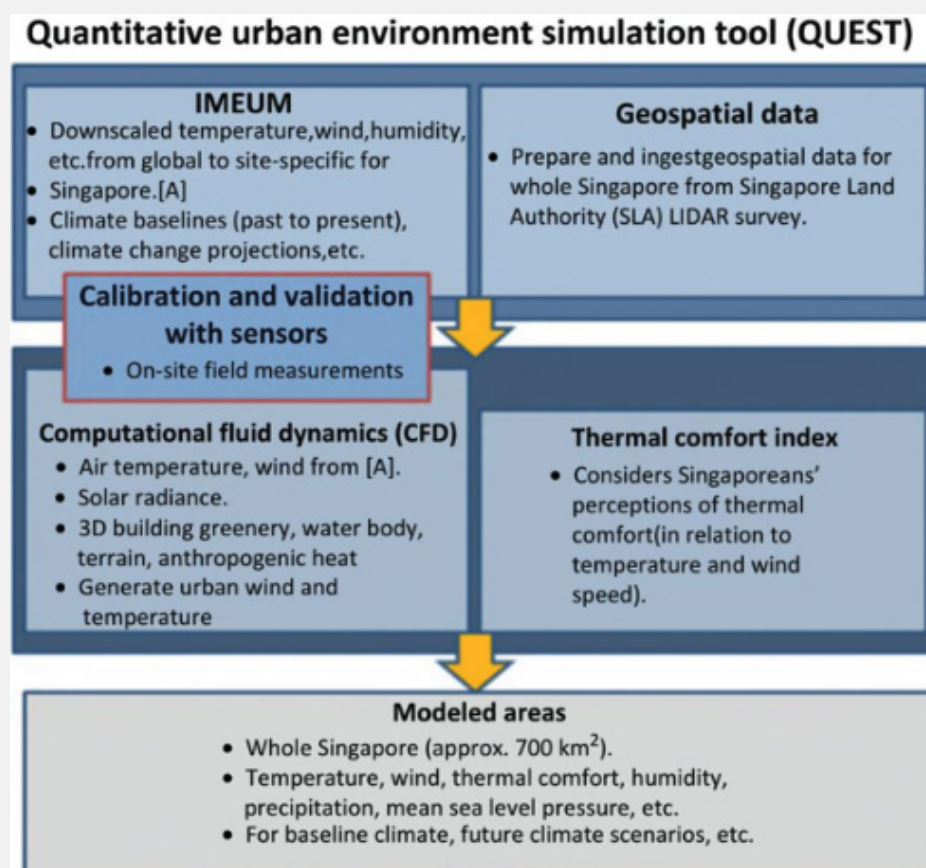 Quantitative urban environment simulation tool (QUEST)
IMEUM
• Downscaled temperature,wind,humidity,
etc.from global to site-specific for
• Singapore.[A]
• Climate baselines (past to present),
climate change projections,etc.
Geospatial data
• Prepare and ingestgeospatial data for
whole Singapore from Singapore Land
Authority (SLA) LIDAR survey.
Calibration and validation
with sensors
• On-site field measurements
Computational fluid dynamics (CFD)
• Air temperature, wind from [A].
• Solar radiance.
• 3D building greenery, water body,
terrain, anthropogenic heat
• Generate urban wind and
temperature
Thermal comfort index
• Considers Singaporeans’
perceptions of thermal
comfort(in relation to
temperature and wind
speed).
Modeled areas
• Whole Singapore (approx. 700 km²).
• Temperature, wind, thermal comfort, humidity,
precipitation, mean sea level pressure, etc.
• For baseline climate, future climate scenarios, etc.